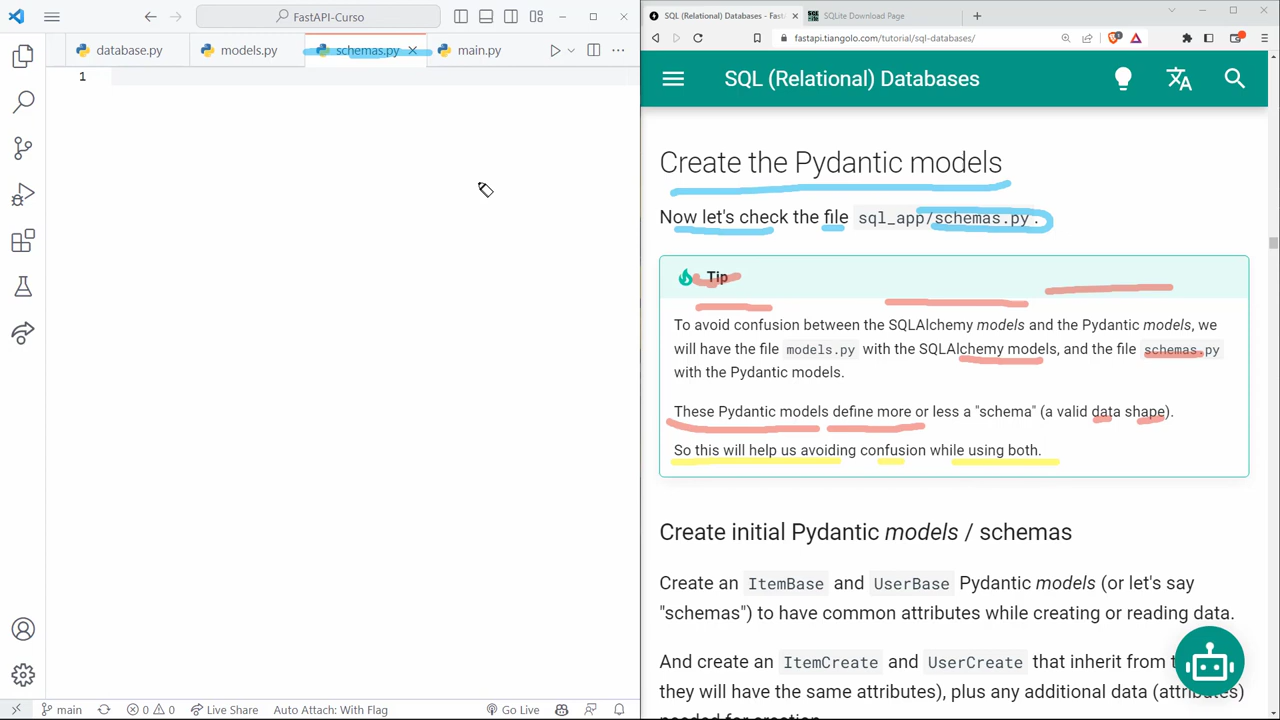 FastAPI-Curso
database.py
models.py
schemas.py
main.py
1
main
0
0
Live Share
Auto Attach: With Flag
Go Live
SQL (Relational) Databases - Fast
SQLite Download Page
fastapi.tiangolo.com/tutorial/sql-databases/
SQL (Relational) Databases
Create the Pydantic models
Now let's check the file sql_app/schemas.py.
Tip
To avoid confusion between the SQLAlchemy models and the Pydantic models, we
will have the file models.py with the SQLAlchemy models, and the file schemas.py
with the Pydantic models.
These Pydantic models define more or less a "schema" (a valid data shape).
So this will help us avoiding confusion while using both.
Create initial Pydantic models / schemas
Create an ItemBase and UserBase Pydantic models (or let's say
"schemas") to have common attributes while creating or reading data.
And create an ItemCreate and UserCreate that inherit from
they will have the same attributes), plus any additional data (attributes)
needed for creation